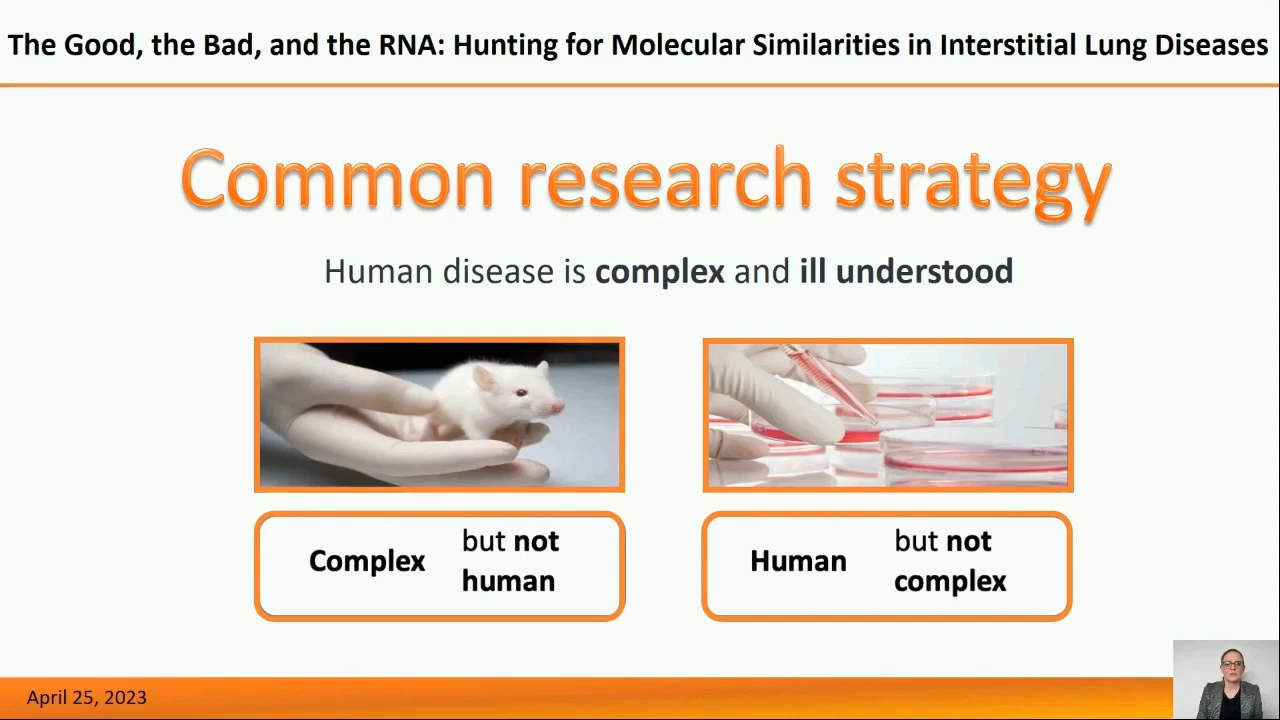 The Good, the Bad, and the RNA: Hunting for Molecular Similarities in Interstitial Lung Diseases
Common research strategy
Human disease is complex and ill understood
Complex
but not
human
Human
but not
complex
April 25, 2023